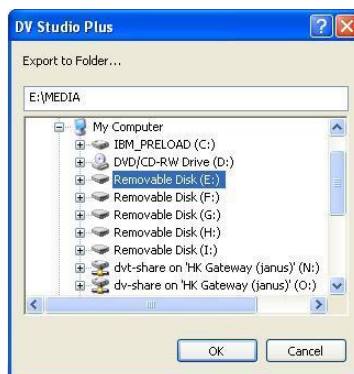 DV Studio Plus
Export to Folder...
E:\MEDIA
My Computer
IBM_PRELOAD (C:)
DVD/CD-RW Drive (D:)
Removable Disk (E:)
Removable Disk (F:)
Removable Disk (G:)
Removable Disk (H:)
Removable Disk (I:)
dvt-share on 'HK Gateway (janus)' (N:)
dv-share on 'HK Gateway (janus)' (O:)
OK Cancel